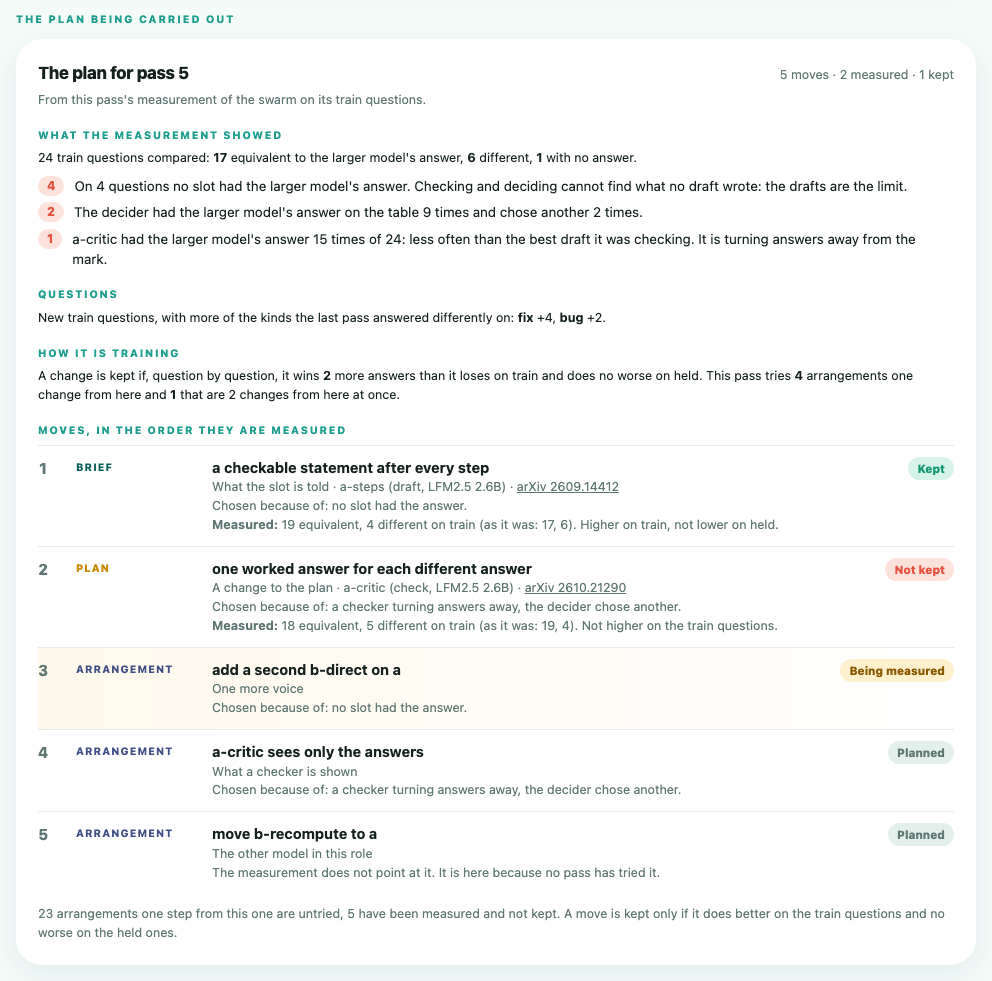 THE PLAN BEING CARRIED OUT
The plan for pass 5
5 moves · 2 measured · 1 kept
From this pass's measurement of the swarm on its train questions.
WHAT THE MEASUREMENT SHOWED
24 train questions compared: 17 equivalent to the larger model's answer, 6 different, 1 with no answer.
4 On 4 questions no slot had the larger model's answer. Checking and deciding cannot find what no draft wrote: the drafts are the limit.
2 The decider had the larger model's answer on the table 9 times and chose another 2 times.
1 a-critic had the larger model's answer 15 times of 24: less often than the best draft it was checking. It is turning answers away from the
mark.
QUESTIONS
New train questions, with more of the kinds the last pass answered differently on: fix +4, bug +2.
HOW IT IS TRAINING
A change is kept if, question by question, it wins 2 more answers than it loses on train and does no worse on held. This pass tries 4 arrangements one
change from here and 1 that are 2 changes from here at once.
MOVES, IN THE ORDER THEY ARE MEASURED
1 BRIEF a checkable statement after every step Kept
What the slot is told · a-steps (draft, LFM2.5 2.6B) · arXiv 2609.14412
Chosen because of: no slot had the answer.
Measured: 19 equivalent, 4 different on train (as it was: 17, 6). Higher on train, not lower on held.
2 PLAN one worked answer for each different answer Not kept
A change to the plan · a-critic (check, LFM2.5 2.6B) · arXiv 2610.21290
Chosen because of: a checker turning answers away, the decider chose another.
Measured: 18 equivalent, 5 different on train (as it was: 19, 4). Not higher on the train questions.
3 ARRANGEMENT add a second b-direct on a Being measured
One more voice
Chosen because of: no slot had the answer.
4 ARRANGEMENT a-critic sees only the answers Planned
What a checker is shown
Chosen because of: a checker turning answers away, the decider chose another.
5 ARRANGEMENT move b-recompute to a Planned
The other model in this role
The measurement does not point at it. It is here because no pass has tried it.
23 arrangements one step from this one are untried, 5 have been measured and not kept. A move is kept only if it does better on the train questions and no
worse on the held ones.